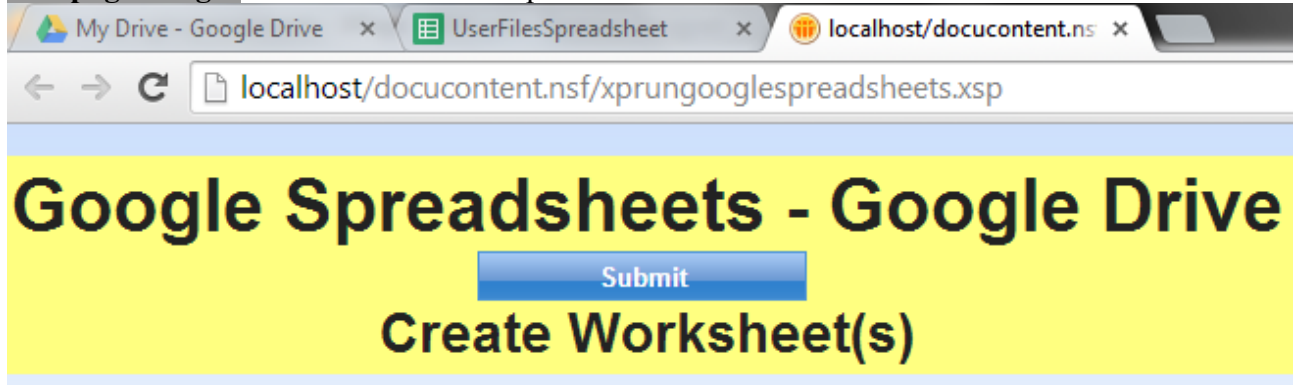 My Drive - Google Drive × UserFilesSpreadsheet × localhost/docucontent.ns ×
localhost/docucontent.nsf/xprungooglespreadsheets.xsp
Google Spreadsheets - Google Drive
Submit
Create Worksheet(s)